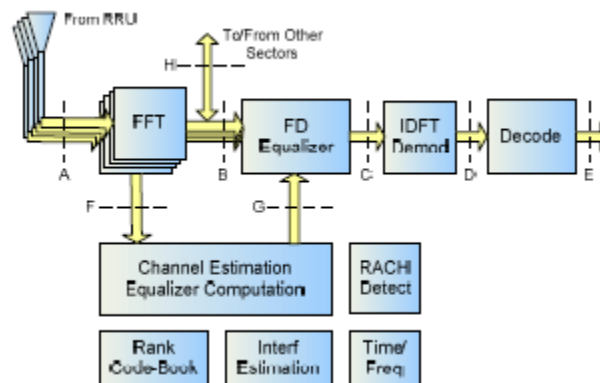 From RRU
To/From Other
Sectors
H
FFT
FD
Equalizer
IDFT
Demod
Decode
A
B
C
D
E
F
G
Channel Estimation
Equalizer Computation
RACH
Detect
Rank
Code-Book
Interf
Estimation
Time/
Freq